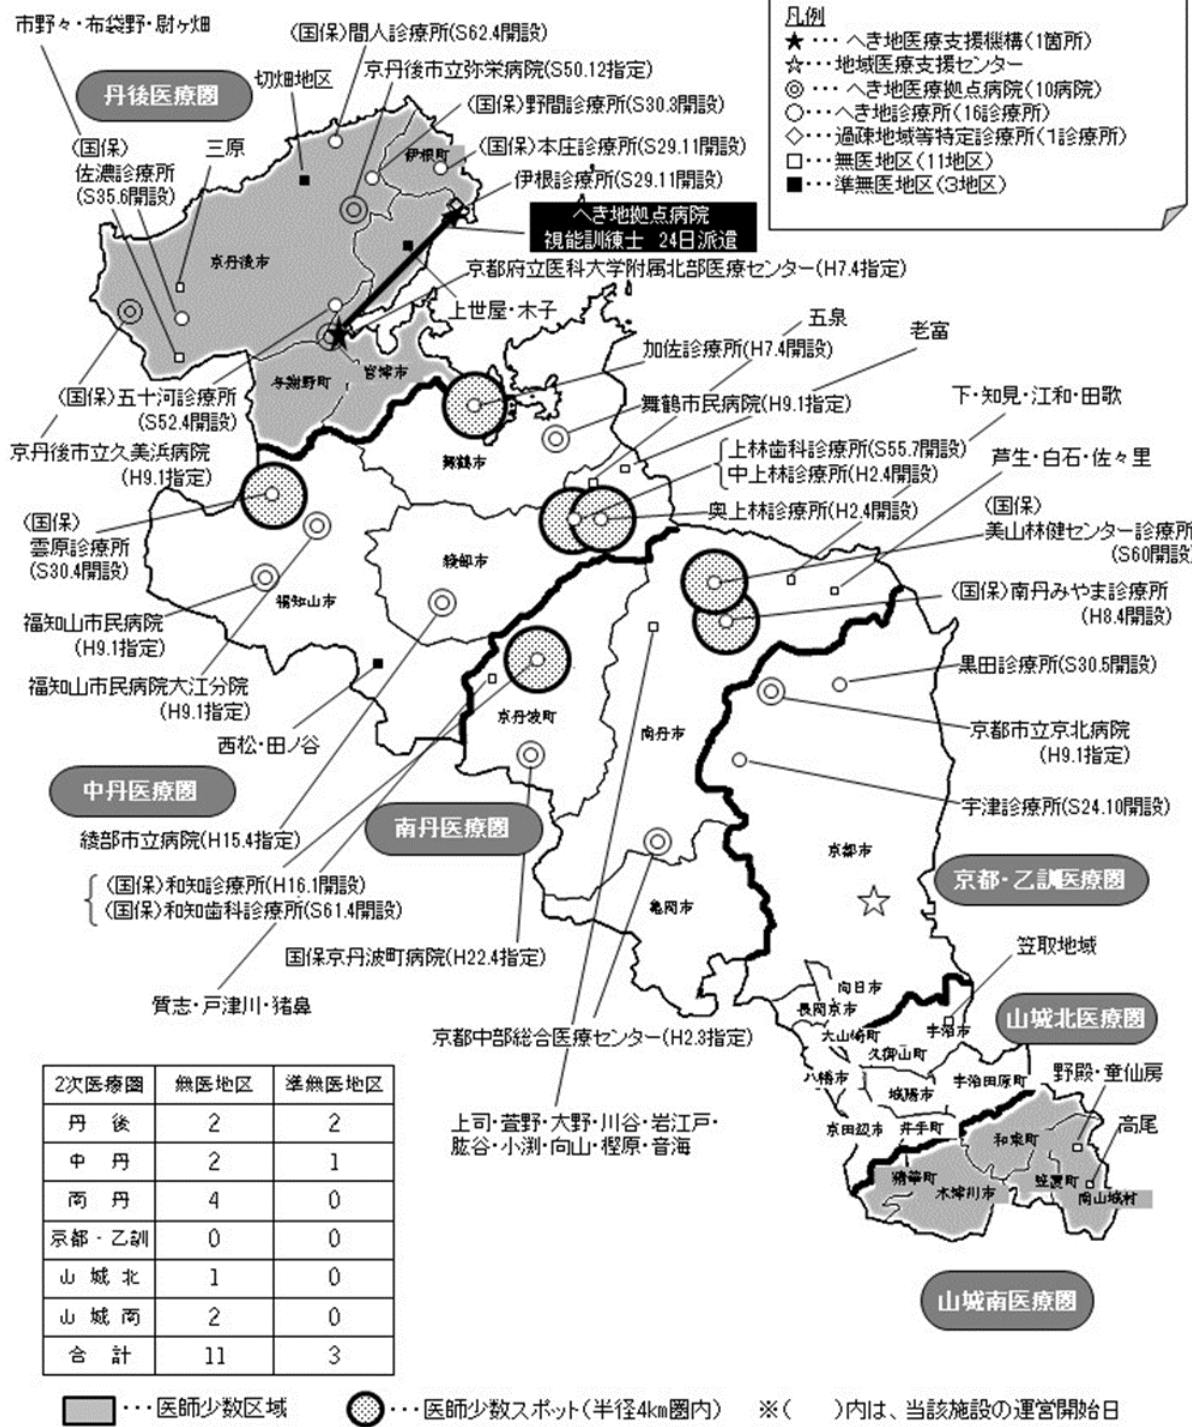 市野々・布袋野・尉ヶ畑
(国保)間人診療所(S62.4開設)
丹後医療圏
切畑地区
京丹後市立弥栄病院(S50.12指定)
(国保)野間診療所(S30.3開設)
(国保)
佐濃診療所
(S35.6開設)
三原
伊根町
(国保)本庄診療所(S29.11開設)
伊根診療所(S29.11開設)
へき地拠点病院
視能訓練士 24日派遣
京丹後市
京都府立医科大学附属北部医療センター(H7.4指定)
上世屋・木子
凡例
★・・・へき地医療支援機構(1箇所)
☆・・・地域医療支援センター
◎・・・へき地医療拠点病院(10病院)
○・・・へき地診療所(16診療所)
◇・・・過疎地域等特定診療所(1診療所)
□・・・無医地区(11地区)
■・・・準無医地区(3地区)
五泉
老富
加佐診療所(H7.4開設)
与謝野町
宮津市
(国保)五十河診療所
(S52.4開設)
舞鶴市民病院(H9.1指定)
下・知見・江和・田歌
京丹後市立久美浜病院
(H9.1指定)
舞鶴市
上林歯科診療所(S55.7開設)
中上林診療所(H2.4開設)
芦生・白石・佐々里
奥上林診療所(H2.4開設)
(国保)
美山林健センター診療所
(S60開設)
(国保)
雲原診療所
(S30.4開設)
綾部市
福知山市
(国保)南丹みやま診療所
(H8.4開設)
福知山市民病院
(H9.1指定)
福知山市民病院大江分院
(H9.1指定)
黒田診療所(S30.5開設)
西松・田ノ谷
京丹波町
南丹市
京都市立京北病院
(H9.1指定)
中丹医療圏
宇津診療所(S24.10開設)
綾部市立病院(H15.4指定)
南丹医療圏
京都市
京都・乙訓医療圏
(国保)和知診療所(H16.1開設)
(国保)和知歯科診療所(S61.4開設)
亀岡市
国保京丹波町病院(H22.4指定)
笠取地域
質志・戸津川・猪鼻
向日市
長岡京市
山城北医療圏
京都中部総合医療センター(H2.3指定)
大山崎町
宇治市
久御山町
八幡市
城陽市
宇治田原町
野殿・童仙房
上司・萱野・大野・川谷・岩江戸・
肱谷・小渕・向山・樫原・音海
京田辺市
井手町
高尾
和束町
精華町
木津川市
笠置町
南山城村
山城南医療圏
2次医療圏 無医地区 準無医地区
丹後 2 2
中丹 2 1
南丹 4 0
京都・乙訓 0 0
山城北 1 0
山城南 2 0
合計 11 3
・・・医師少数区域
・・・医師少数スポット(半径4km圏内)
※( )内は、当該施設の運営開始日